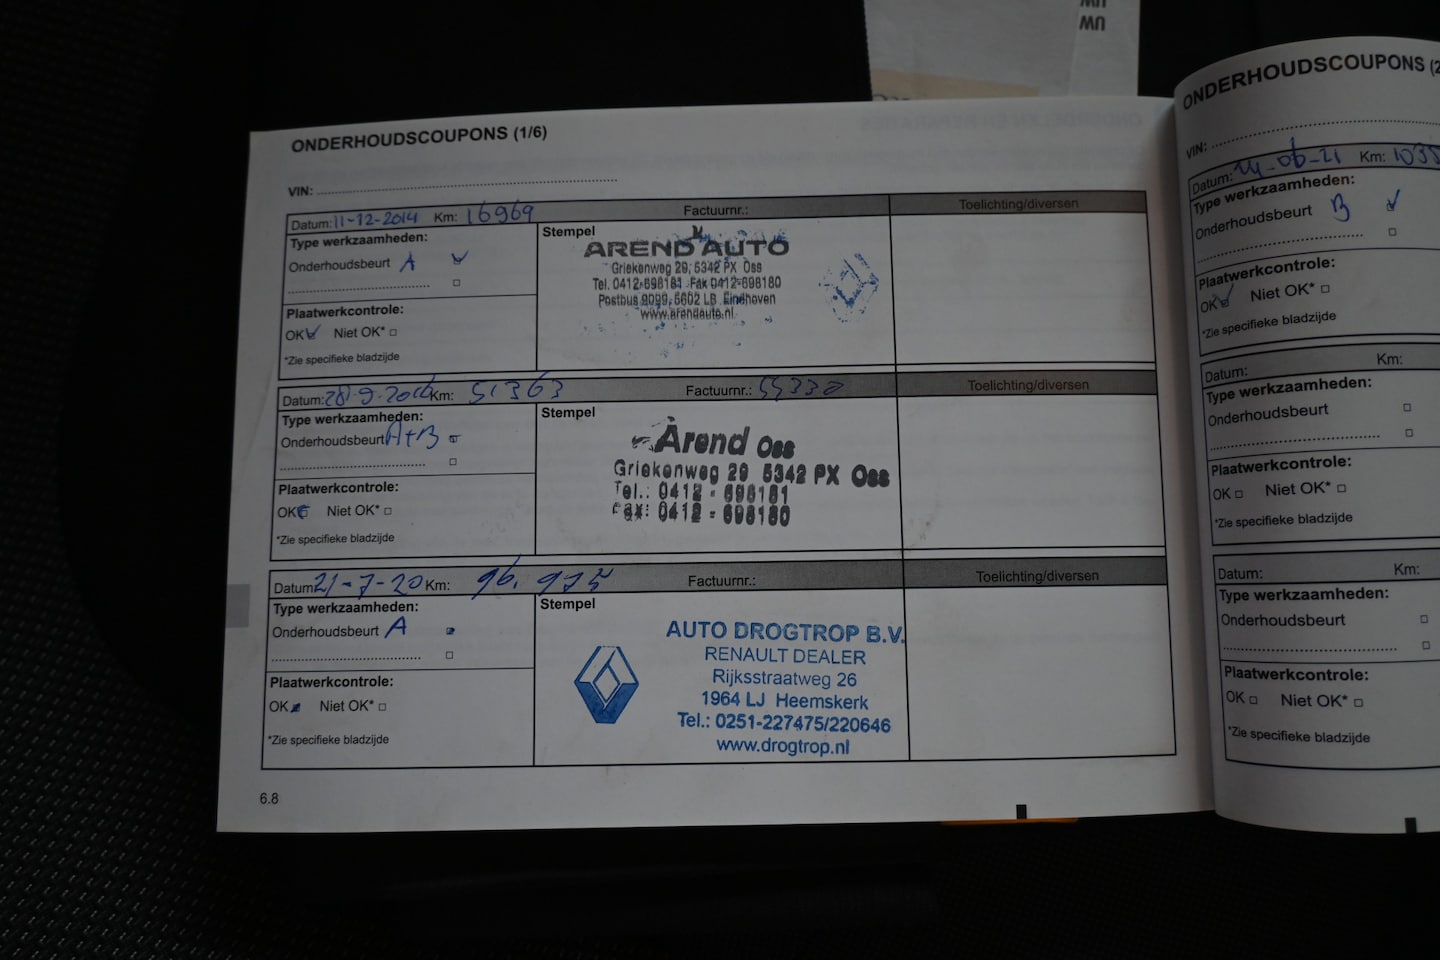 UW
ONDERHOUDSCOUPONS (1/6)
VIN:
Datum: 11-12-2014 Km: 16969 Factuurnr.: Toelichting/diversen
Type werkzaamheden:
Onderhoudsbeurt A
Plaatwerkcontrole:
OK Niet OK*
*Zie specifieke bladzijde
Stempel
AREND AUTO
Griekenweg 29, 5342 PX Oss
Tel. 0412-698181 Fax 0412-698180
Postbus 9099, 5602 LB Eindhoven
www.arendauto.nl
Datum: 28-9-2016 Km: 51363 Factuurnr.: 55330 Toelichting/diversen
Type werkzaamheden:
Onderhoudsbeurt A+B
Plaatwerkcontrole:
OK Niet OK*
*Zie specifieke bladzijde
Stempel
Arend Oss
Griekenweg 29 5342 PX Oss
Tel.: 0412 - 698181
Fax: 0412 - 698180
Datum 21-7-20 Km: 96.975 Factuurnr.: Toelichting/diversen
Type werkzaamheden:
Onderhoudsbeurt A
Plaatwerkcontrole:
OK Niet OK*
*Zie specifieke bladzijde
Stempel
AUTO DROGTROP B.V.
RENAULT DEALER
Rijksstraatweg 26
1964 LJ Heemskerk
Tel.: 0251-227475/220646
www.drogtrop.nl
6.8
ONDERHOUDSCOUPONS (2
VIN:
Datum: 24-06-21 Km: 1035
Type werkzaamheden:
Onderhoudsbeurt B
Plaatwerkcontrole:
OK Niet OK*
*Zie specifieke bladzijde
Datum: Km:
Type werkzaamheden:
Onderhoudsbeurt
Plaatwerkcontrole:
OK Niet OK*
*Zie specifieke bladzijde
Datum: Km:
Type werkzaamheden:
Onderhoudsbeurt
Plaatwerkcontrole:
OK Niet OK*
*Zie specifieke bladzijde